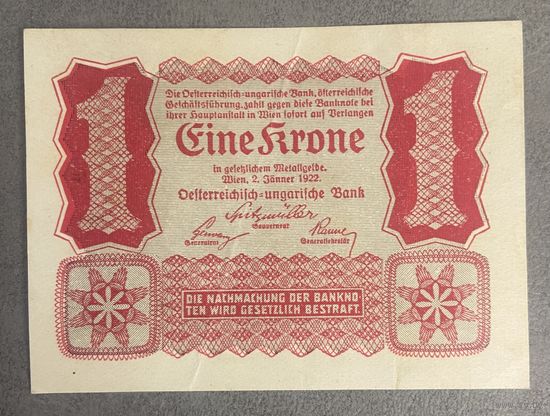 1
1
Die Oesterreichisch-ungarische Bank, österreichische
Geschäftsführung, zahlt gegen diese Banknote bei
ihrer Hauptanstalt in Wien sofort auf Verlangen
Eine Krone
in gesetzlichem Metallgelde.
Wien, 2. Jänner 1922.
Oesterreichisch-ungarische Bank
Spitzmüller
Gouverneur
Generalrat
Generalsekretär
DIE NACHMACHUNG DER BANKNO-
TEN WIRD GESETZLICH BESTRAFT.